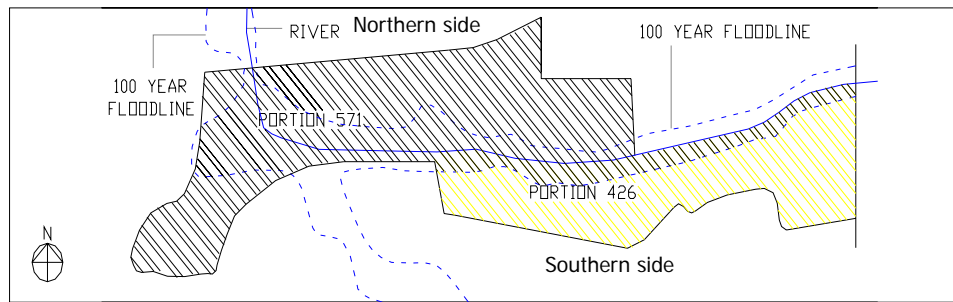 Northern side
RIVER
100 YEAR FLOODLINE
100 YEAR
FLOODLINE
PORTION 571
PORTION 426
N
Southern side